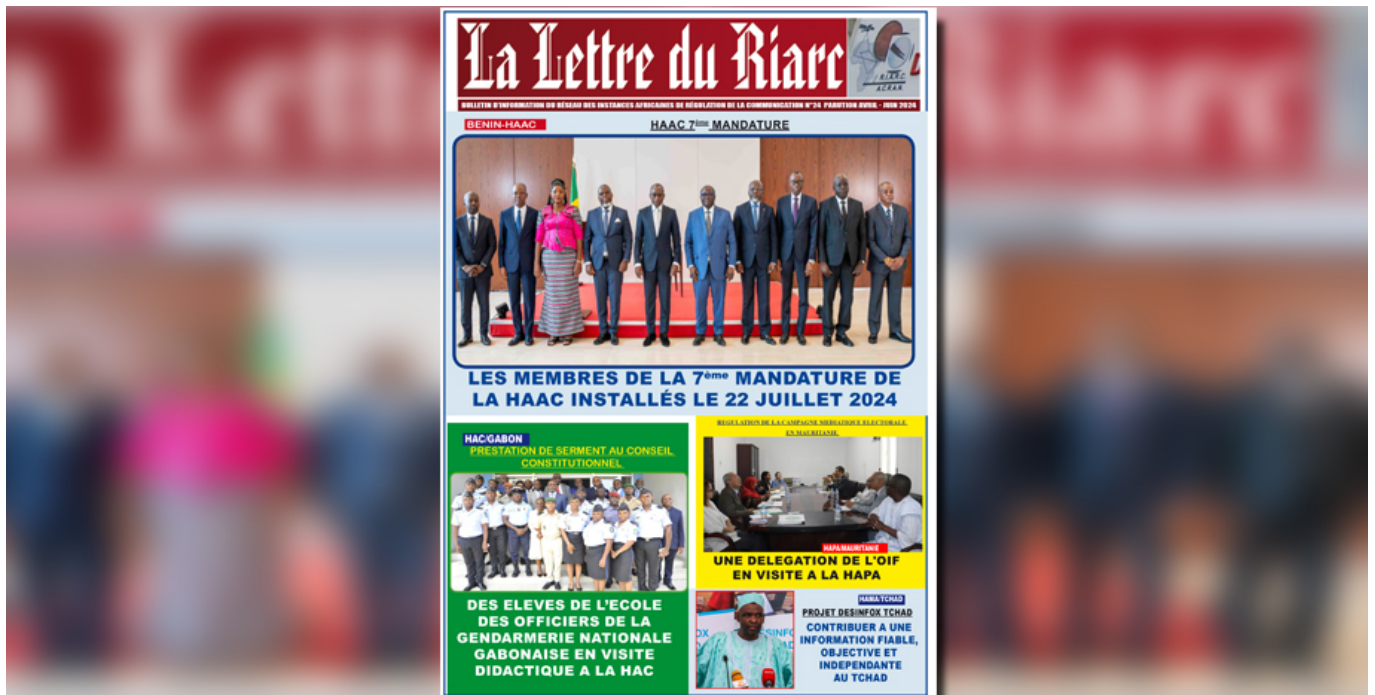 La Lettre du Riarc
R.I.A.R.C
ACRAN
BULLETIN D'INFORMATION DU RÉSEAU DES INSTANCES AFRICAINES DE RÉGULATION DE LA COMMUNICATION N°24 PARUTION AVRIL - JUIN 2024
BENIN-HAAC
HAAC 7ème MANDATURE
LES MEMBRES DE LA 7ème MANDATURE DE
LA HAAC INSTALLÉS LE 22 JUILLET 2024
HAC/GABON
PRESTATION DE SERMENT AU CONSEIL
CONSTITUTIONNEL
DES ELEVES DE L'ECOLE
DES OFFICIERS DE LA
GENDARMERIE NATIONALE
GABONAISE EN VISITE
DIDACTIQUE A LA HAC
REGULATION DE LA CAMPAGNE MEDIATIQUE ELECTORALE
EN MAURITANIE
HAPA/MAURITANIE
UNE DELEGATION DE L'OIF
EN VISITE A LA HAPA
HAMA/TCHAD
PROJET DESINFOX TCHAD
CONTRIBUER A UNE
INFORMATION FIABLE,
OBJECTIVE ET
INDEPENDANTE
AU TCHAD